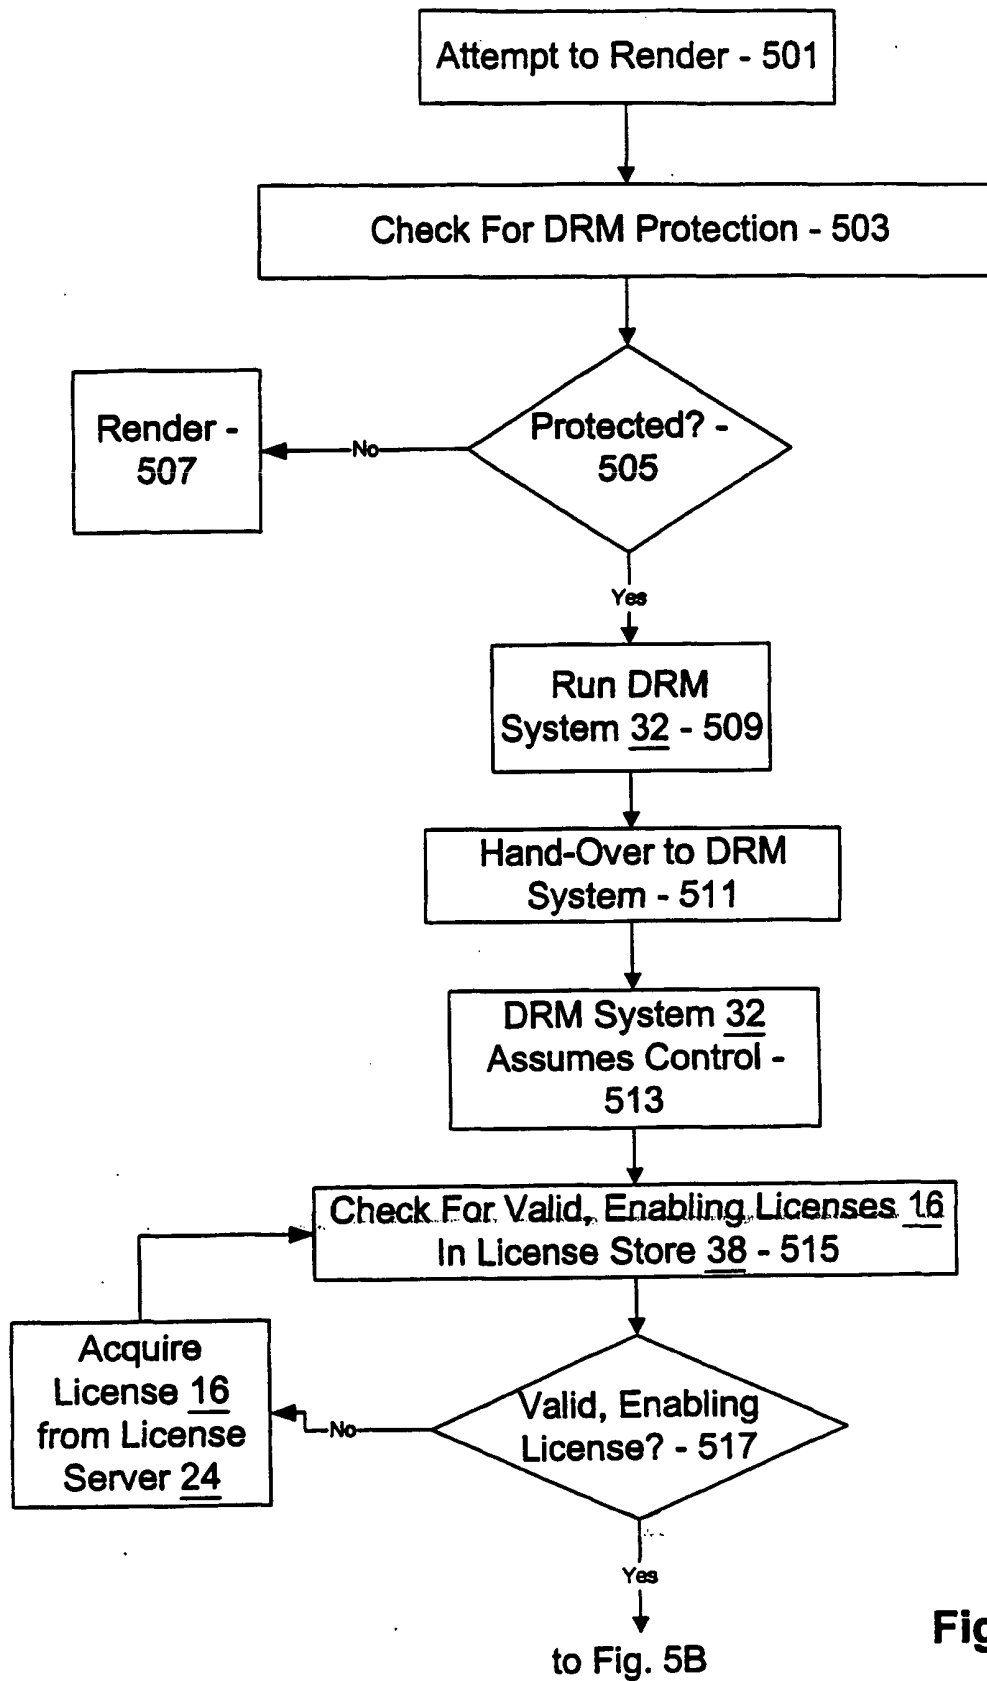 Attempt to Render - 501
Check For DRM Protection - 503
Protected? -
505
No
Render -
507
Yes
Run DRM
System 32 - 509
Hand-Over to DRM
System - 511
DRM System 32
Assumes Control -
513
Check For Valid, Enabling Licenses 16
In License Store 38 - 515
Valid, Enabling
License? - 517
No
Acquire
License 16
from License
Server 24
Yes
to Fig. 5B
Fig